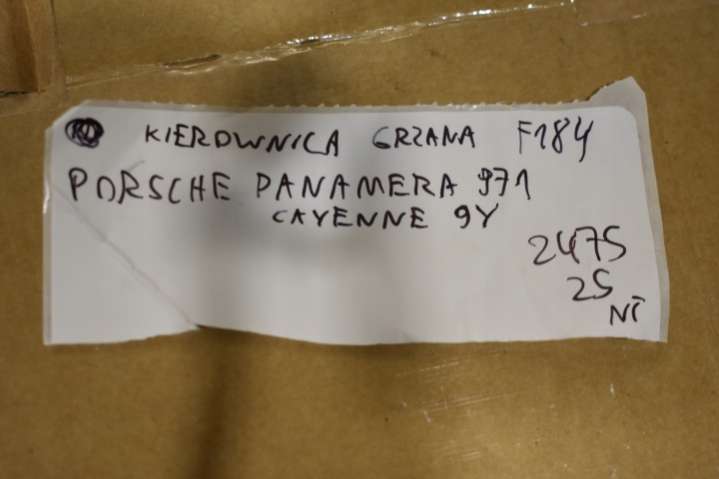 KIEROWNICA GRZANA F184
PORSCHE PANAMERA 971
CAYENNE 9Y
2475
25
NI